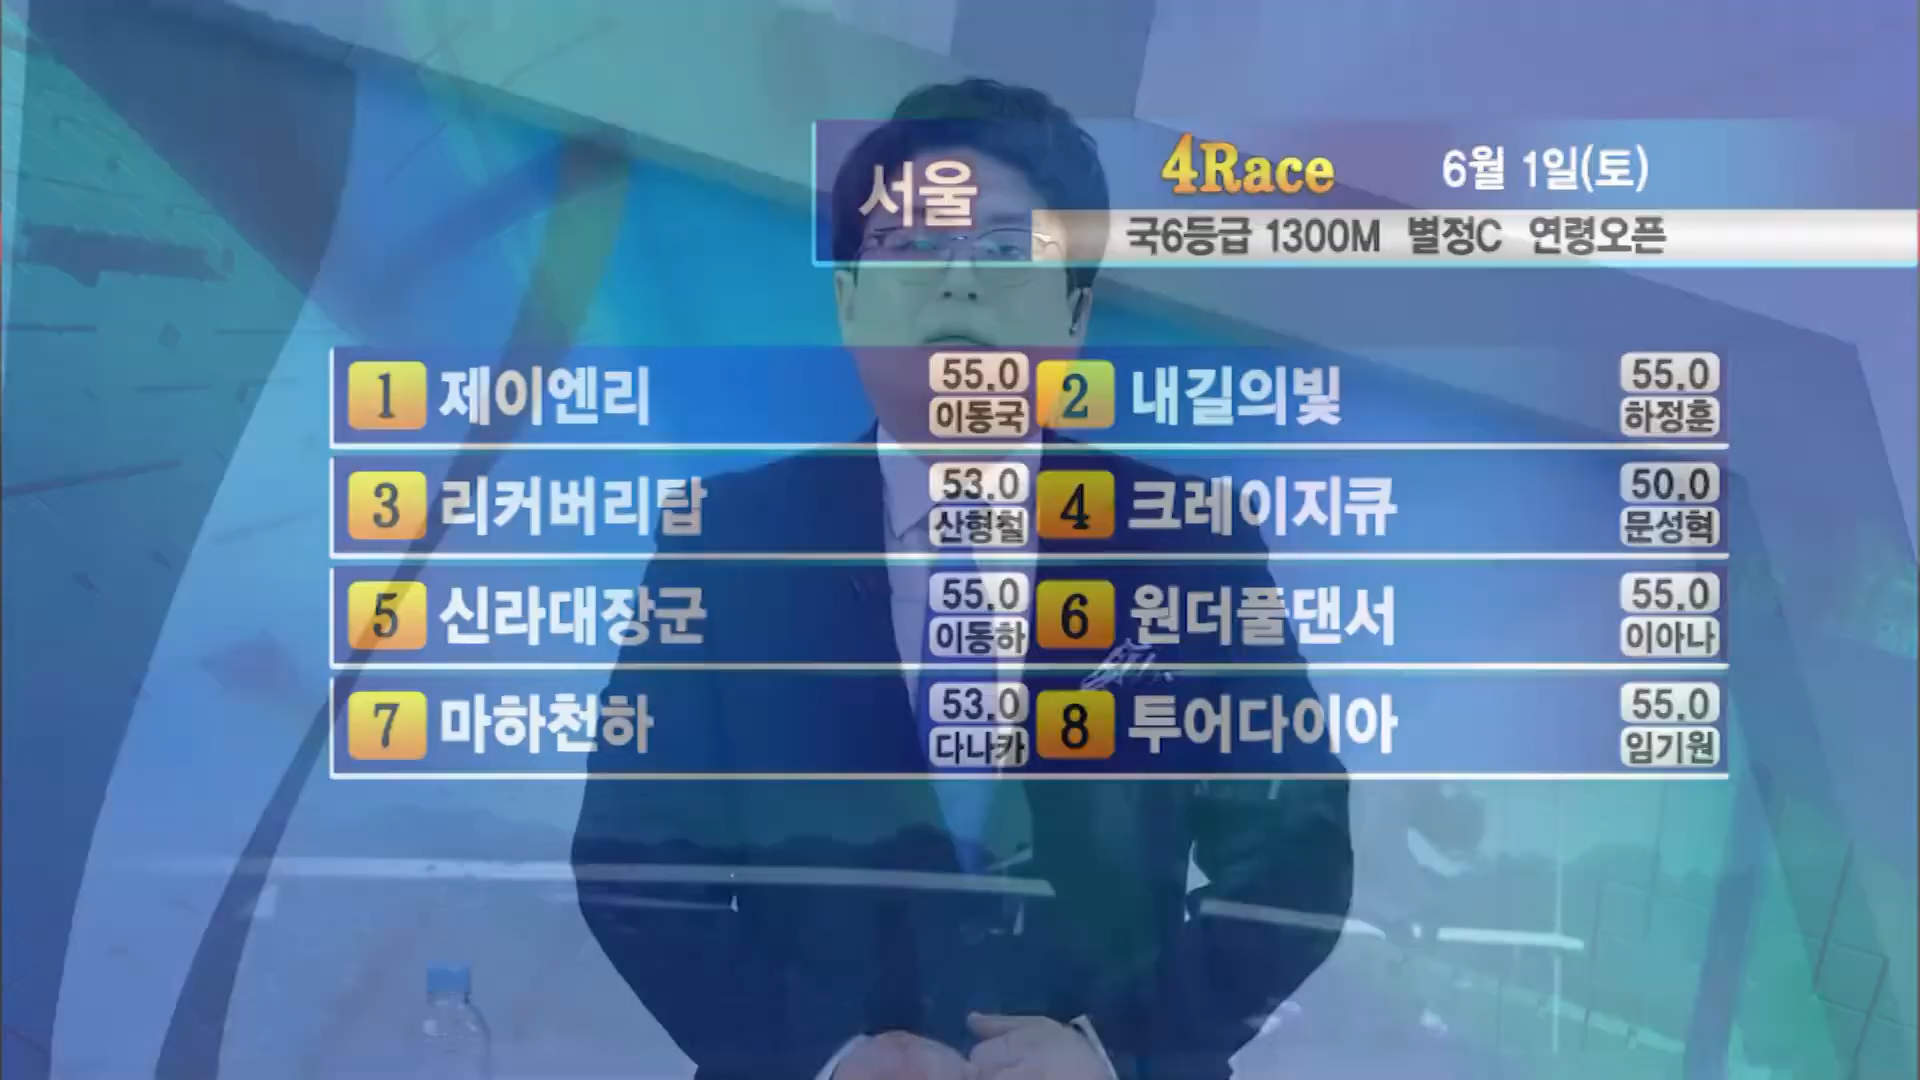 서울
4Race 6월 1일(토)
국6등급 1300M 별정C 연령오픈
1 제이엔리 55.0 이동국
2 내길의빛 55.0 하정훈
3 리커버리탑 53.0 산형철
4 크레이지큐 50.0 문성혁
5 신라대장군 55.0 이동하
6 원더풀댄서 55.0 이아나
7 마하천하 53.0 다나카
8 투어다이아 55.0 임기원